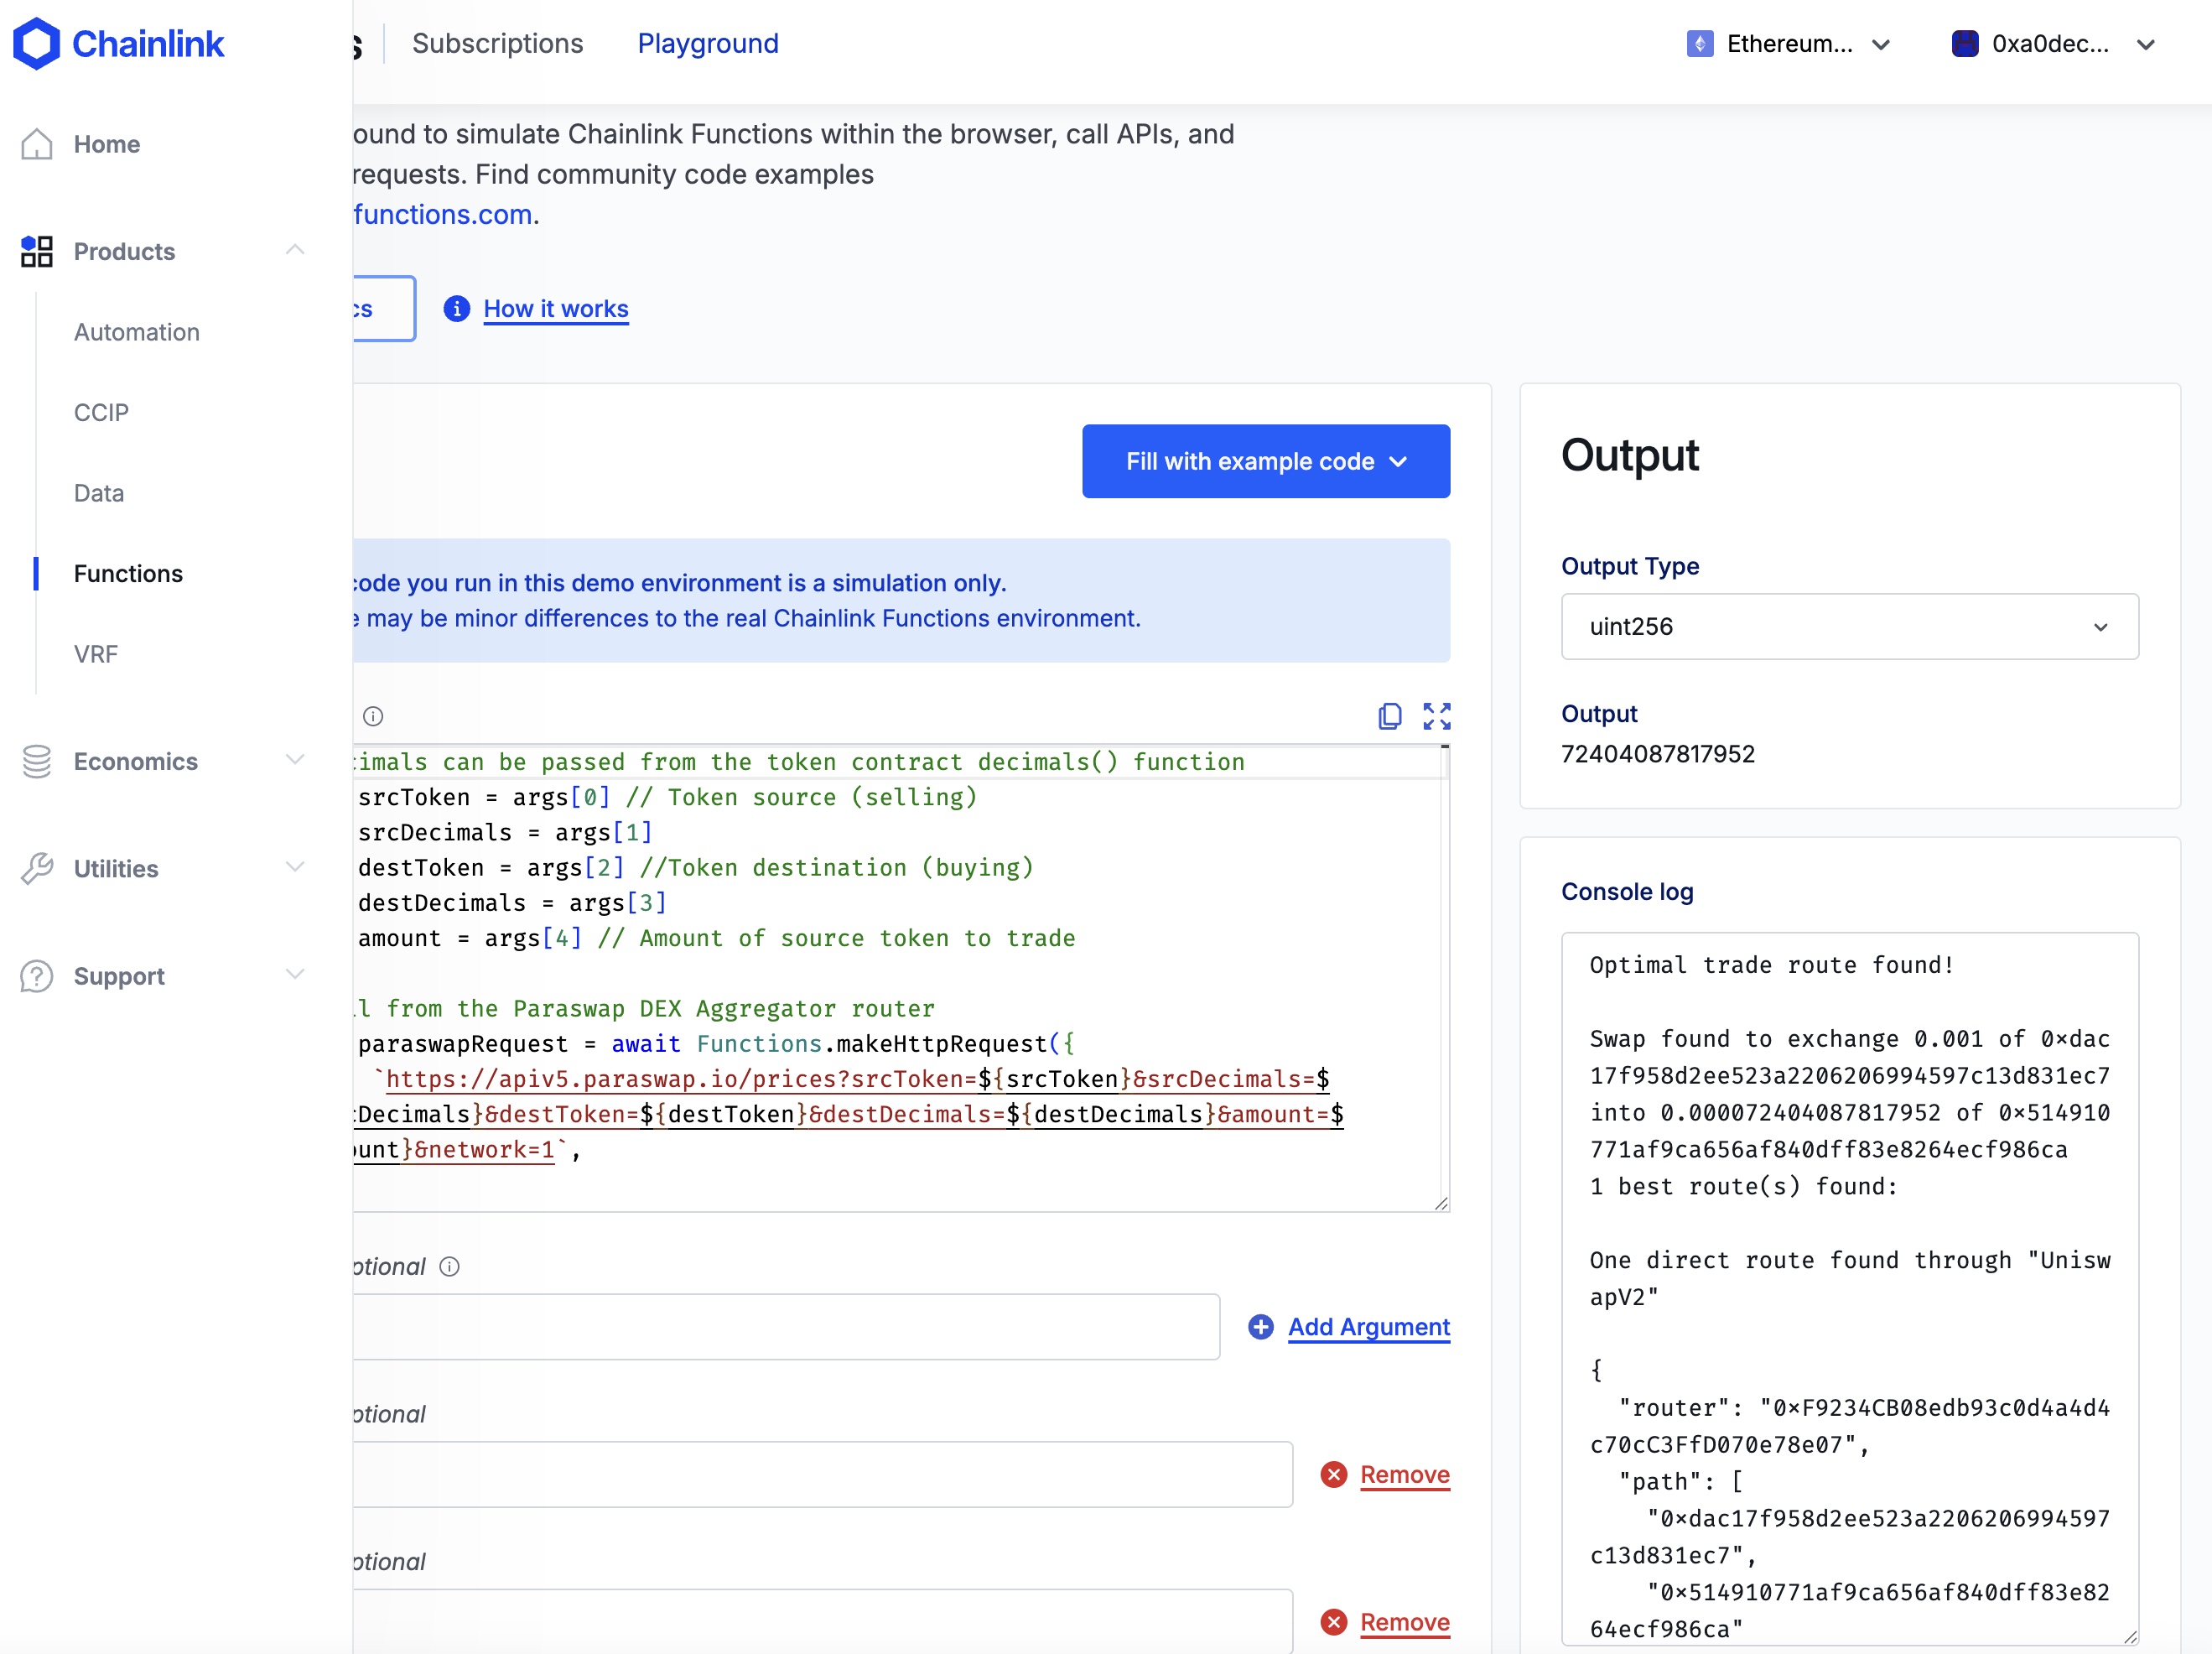 Chainlink
Subscriptions
Playground
Ethereum...
0xa0dec...
Home
Products
Automation
CCIP
Data
Functions
VRF
Economics
Utilities
Support
ound to simulate Chainlink Functions within the browser, call APIs, and
requests. Find community code examples
functions.com.
cs
How it works
Fill with example code
code you run in this demo environment is a simulation only.
e may be minor differences to the real Chainlink Functions environment.
cimals can be passed from the token contract decimals() function
srcToken = args[0] // Token source (selling)
srcDecimals = args[1]
destToken = args[2] //Token destination (buying)
destDecimals = args[3]
amount = args[4] // Amount of source token to trade
l from the Paraswap DEX Aggregator router
paraswapRequest = await Functions.makeHttpRequest({
`https://apiv5.paraswap.io/prices?srcToken=${srcToken}&srcDecimals=$
cDecimals}&destToken=${destToken}&destDecimals=${destDecimals}&amount=$
ount}&network=1`,
ptional
Add Argument
ptional
Remove
ptional
Remove
Output
Output Type
uint256
Output
72404087817952
Console log
Optimal trade route found!
Swap found to exchange 0.001 of 0xdac
17f958d2ee523a2206206994597c13d831ec7
into 0.000072404087817952 of 0x514910
771af9ca656af840dff83e8264ecf986ca
1 best route(s) found:
One direct route found through "Unisw
apV2"
{
"router": "0xF9234CB08edb93c0d4a4d4
c70cC3FfD070e78e07",
"path": [
"0xdac17f958d2ee523a2206206994597
c13d831ec7",
"0x514910771af9ca656af840dff83e82
64ecf986ca"